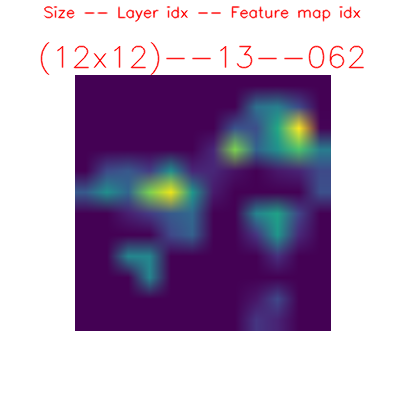 Size -- Layer idx -- Feature map idx
(12x12)--13--062